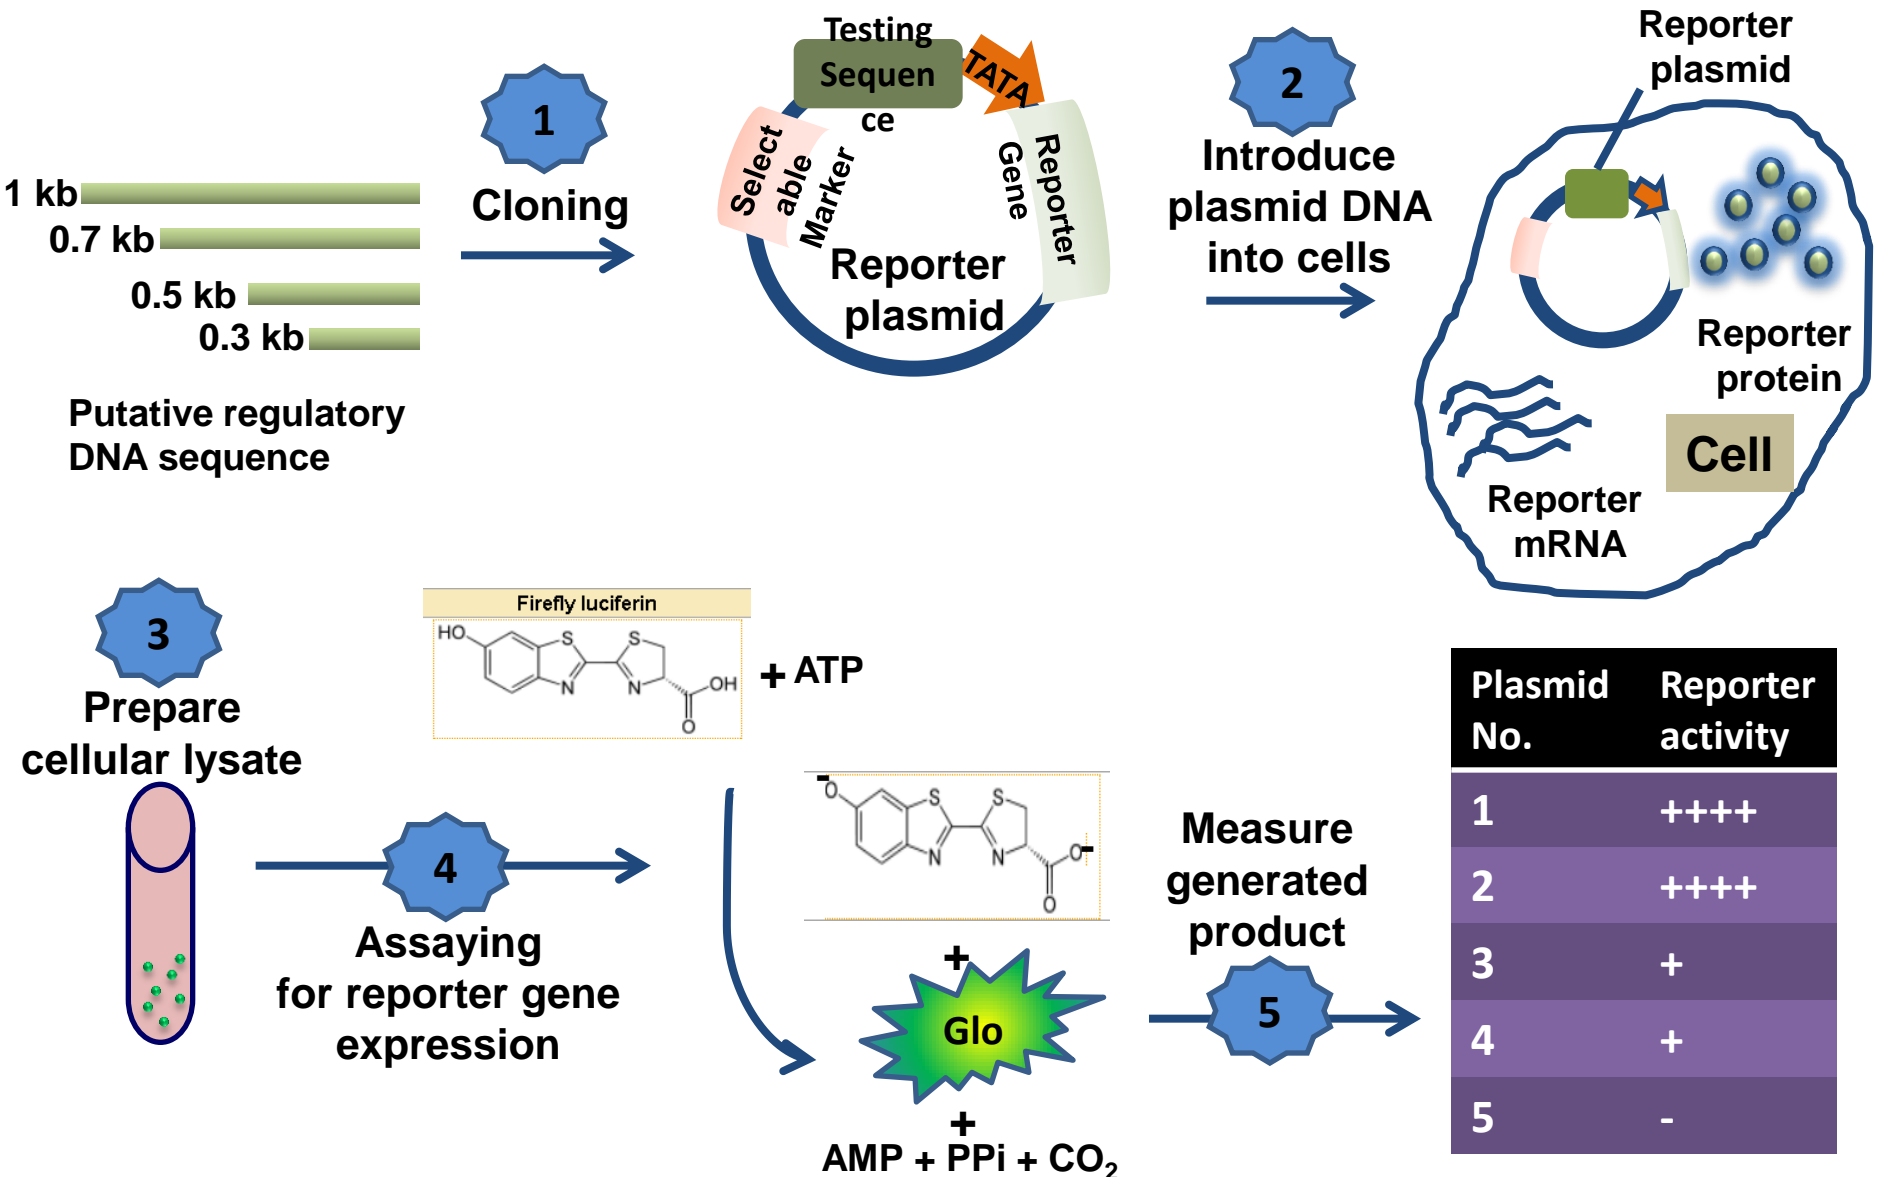 1 kb
0.7 kb
0.5 kb
0.3 kb
Putative regulatory
DNA sequence
1
Cloning
Testing
Sequen
ce
TATA
Select
able
Marker
Reporter
Gene
Reporter
plasmid
2
Introduce
plasmid DNA
into cells
Reporter
plasmid
Reporter
protein
Cell
Reporter
mRNA
3
Prepare
cellular lysate
4
Assaying
for reporter gene
expression
Firefly luciferin
HO
S
S
N
N
OH
O
+ ATP
-
O
S
S
N
N
O-
O
+
Glo
+
AMP + PPi + CO₂
Measure
generated
product
5
Plasmid Reporter
No. activity
1 ++++
2 ++++
3 +
4 +
5 -